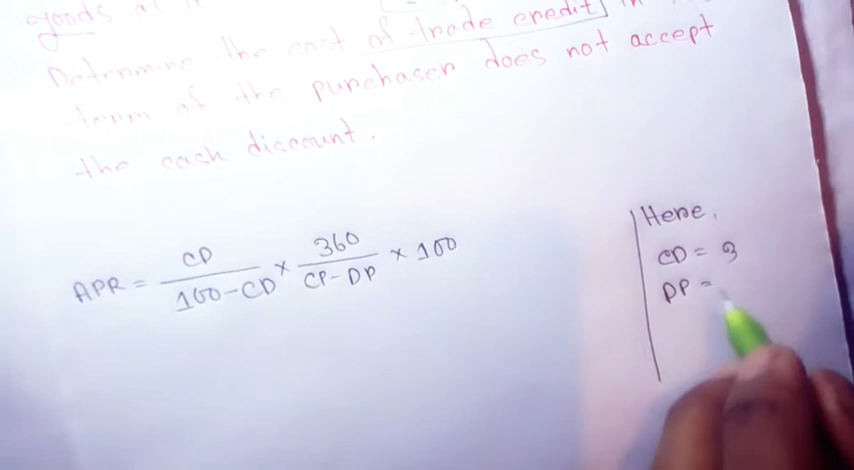 goods at
Determine the cost of trade credit] in
term of the purchaser does not accept
the cash discount.
APR = CD / 100 - CD × 360 / CP - DP × 100
Here,
CD = 3
DP =